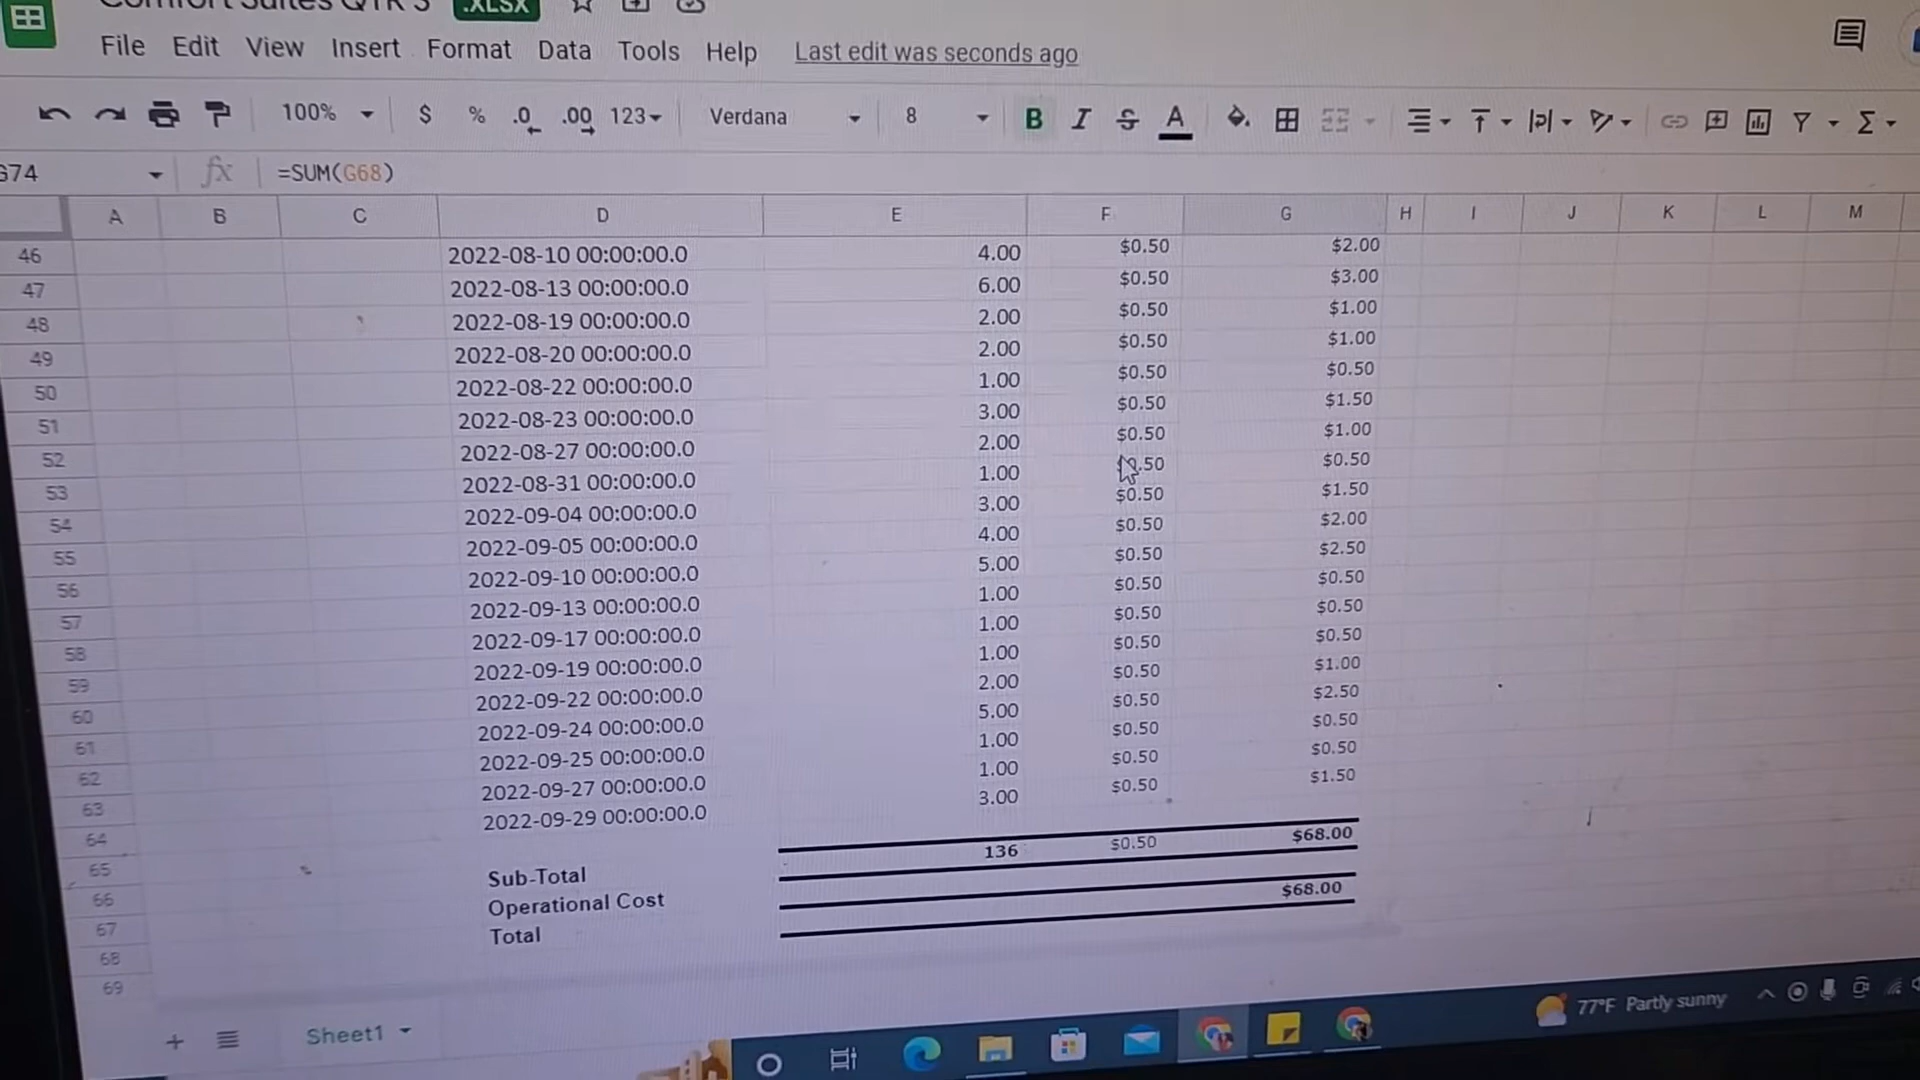 Comfort Suites QTR 3 .XLSX
File Edit View Insert Format Data Tools Help Last edit was seconds ago
100% $ % .0 .00 123 Verdana 8 B I S A
G74 fx =SUM(G68)
A B C D E F G H I J K L M
46 2022-08-10 00:00:00.0 4.00 $0.50 $2.00
47 2022-08-13 00:00:00.0 6.00 $0.50 $3.00
48 2022-08-19 00:00:00.0 2.00 $0.50 $1.00
49 2022-08-20 00:00:00.0 2.00 $0.50 $1.00
50 2022-08-22 00:00:00.0 1.00 $0.50 $0.50
51 2022-08-23 00:00:00.0 3.00 $0.50 $1.50
52 2022-08-27 00:00:00.0 2.00 $0.50 $1.00
53 2022-08-31 00:00:00.0 1.00 .50 $0.50
54 2022-09-04 00:00:00.0 3.00 $0.50 $1.50
55 2022-09-05 00:00:00.0 4.00 $0.50 $2.00
56 2022-09-10 00:00:00.0 5.00 $0.50 $2.50
57 2022-09-13 00:00:00.0 1.00 $0.50 $0.50
58 2022-09-17 00:00:00.0 1.00 $0.50 $0.50
59 2022-09-19 00:00:00.0 1.00 $0.50 $0.50
60 2022-09-22 00:00:00.0 2.00 $0.50 $1.00
61 2022-09-24 00:00:00.0 5.00 $0.50 $2.50
62 2022-09-25 00:00:00.0 1.00 $0.50 $0.50
63 2022-09-27 00:00:00.0 1.00 $0.50 $0.50
64 2022-09-29 00:00:00.0 3.00 $0.50 $1.50
65
66 Sub-Total 136 $0.50 $68.00
67 Operational Cost
68 Total $68.00
69
Sheet1
77°F Partly sunny